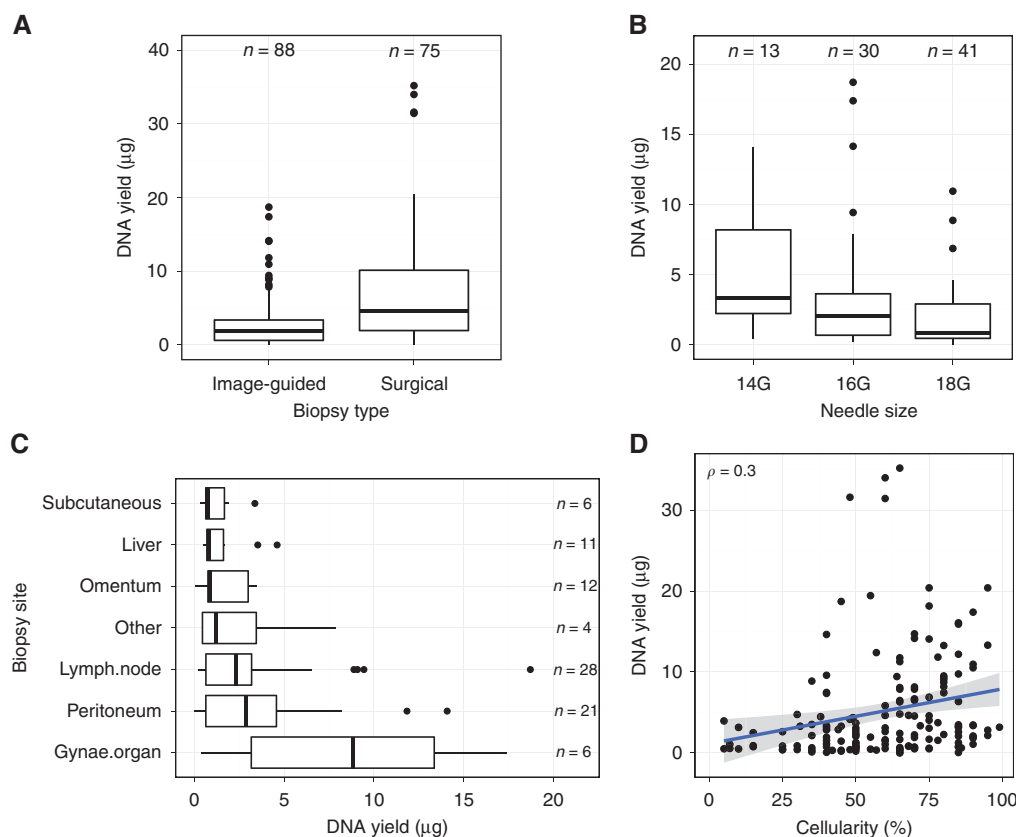 A
n = 88
n = 75
40
30
20
10
0
DNA yield (μg)
Image-guided
Surgical
Biopsy type
B
n = 13
n = 30
n = 41
20
15
10
5
0
DNA yield (μg)
14G
16G
18G
Needle size
C
Biopsy site
Subcutaneous
n = 6
Liver
n = 11
Omentum
n = 12
Other
n = 4
Lymph.node
n = 28
Peritoneum
n = 21
Gynae.organ
n = 6
0
5
10
15
20
DNA yield (μg)
D
ρ = 0.3
30
20
10
0
DNA yield (μg)
0
25
50
75
100
Cellularity (%)